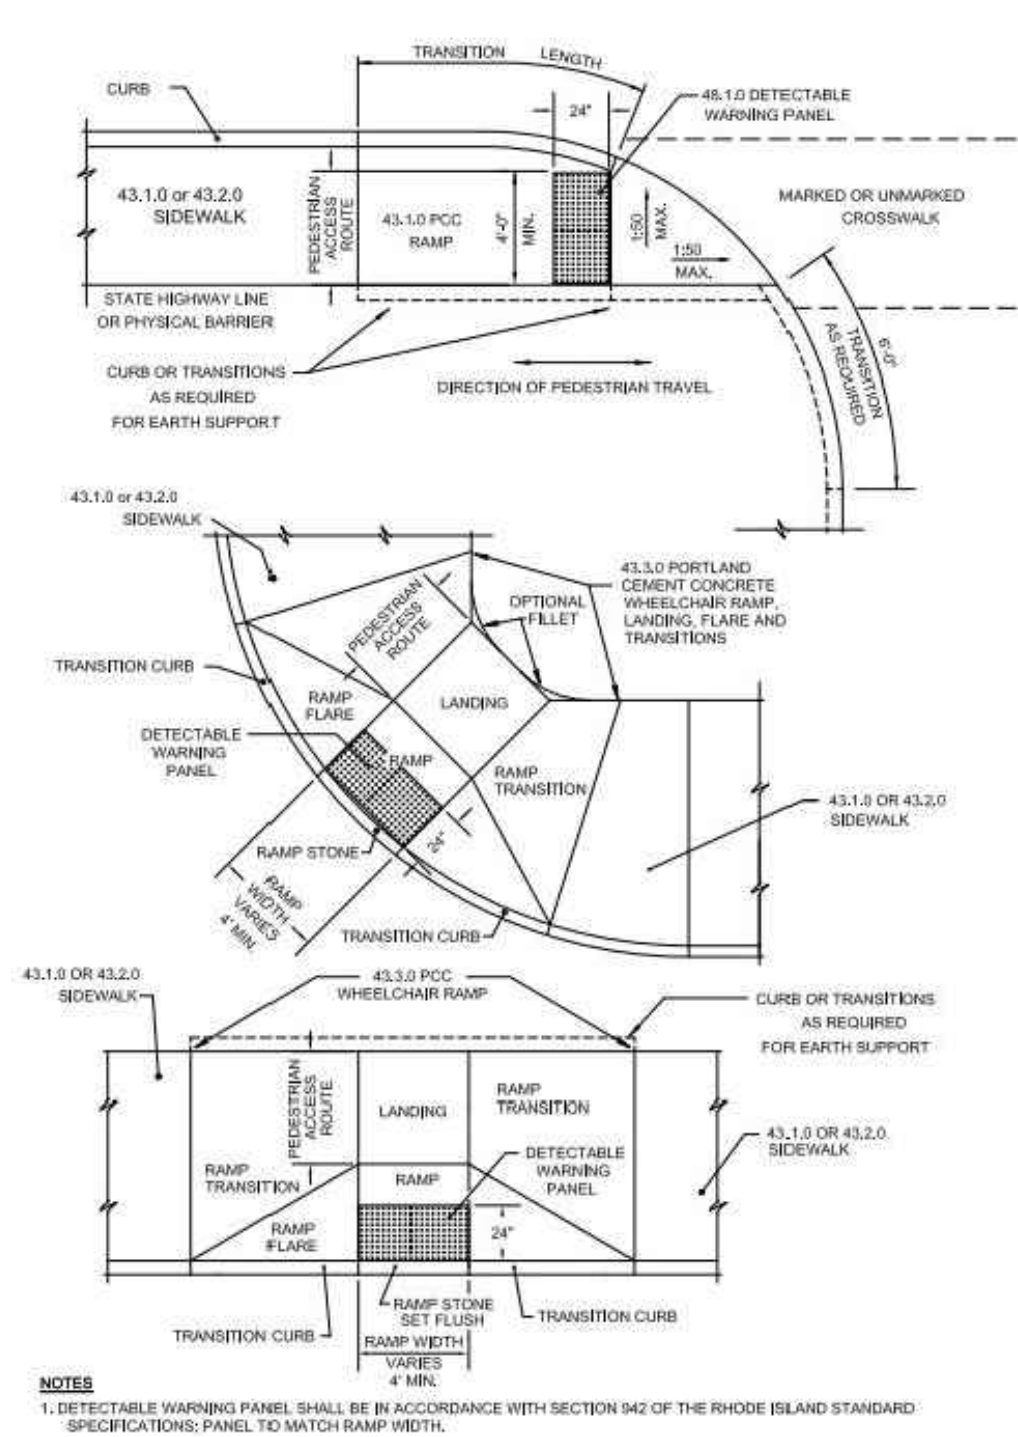 TRANSITION LENGTH
CURB
24"
48.1.0 DETECTABLE
WARNING PANEL
43.1.0 or 43.2.0
SIDEWALK
PEDESTRIAN
ACCESS
ROUTE
43.1.0 PCC
RAMP
4'-0"
MIN.
1:50
MAX.
1:50
MAX.
MARKED OR UNMARKED
CROSSWALK
STATE HIGHWAY LINE
OR PHYSICAL BARRIER
6'-0"
TRANSITION
AS REQUIRED
CURB OR TRANSITIONS
AS REQUIRED
FOR EARTH SUPPORT
DIRECTION OF PEDESTRIAN TRAVEL
43.1.0 or 43.2.0
SIDEWALK
PEDESTRIAN
ACCESS
ROUTE
OPTIONAL
FILLET
43.3.0 PORTLAND
CEMENT CONCRETE
WHEELCHAIR RAMP,
LANDING, FLARE AND
TRANSITIONS
TRANSITION CURB
RAMP
FLARE
LANDING
DETECTABLE
WARNING
PANEL
RAMP
RAMP
TRANSITION
43.1.0 OR 43.2.0
SIDEWALK
RAMP STONE
24"
RAMP
WIDTH
VARIES
4' MIN.
TRANSITION CURB
43.1.0 OR 43.2.0
SIDEWALK
43.3.0 PCC
WHEELCHAIR RAMP
CURB OR TRANSITIONS
AS REQUIRED
FOR EARTH SUPPORT
PEDESTRIAN
ACCESS
ROUTE
LANDING
RAMP
TRANSITION
43.1.0 OR 43.2.0
SIDEWALK
RAMP
TRANSITION
RAMP
DETECTABLE
WARNING
PANEL
RAMP
FLARE
24"
RAMP STONE
SET FLUSH
TRANSITION CURB
TRANSITION CURB
RAMP WIDTH
VARIES
4' MIN.
NOTES
1. DETECTABLE WARNING PANEL SHALL BE IN ACCORDANCE WITH SECTION 942 OF THE RHODE ISLAND STANDARD
SPECIFICATIONS; PANEL TO MATCH RAMP WIDTH.